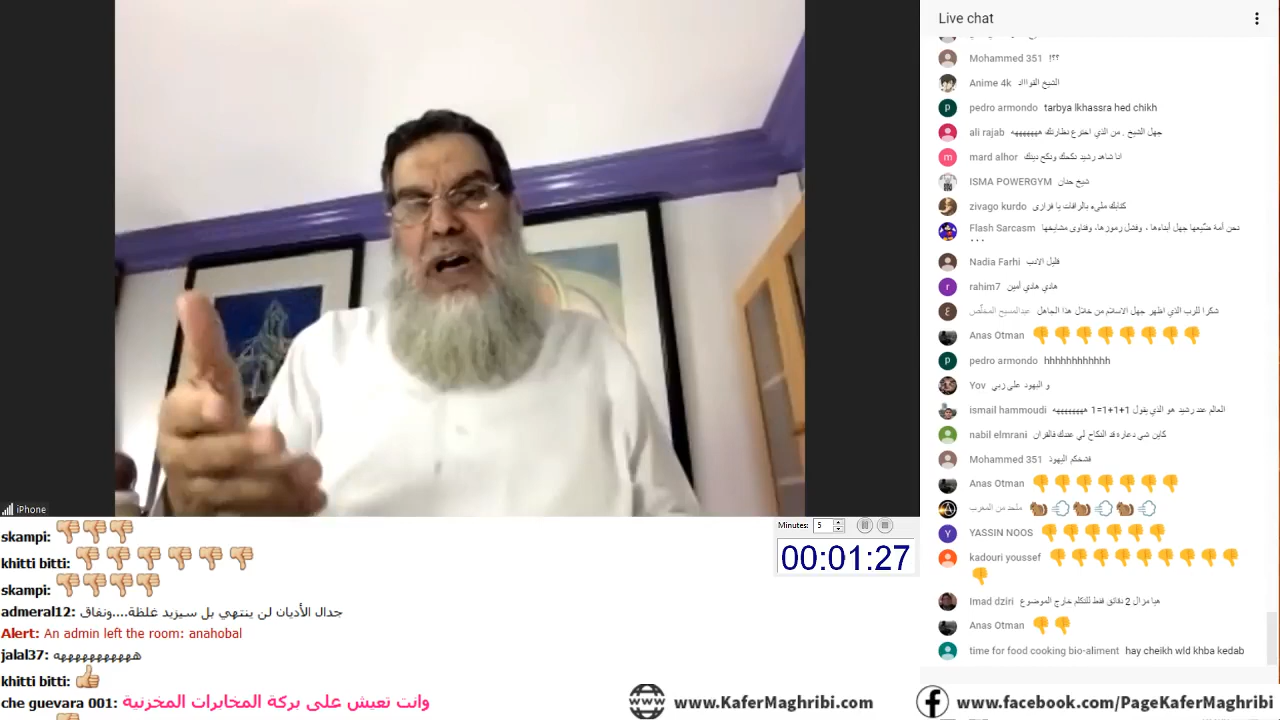 Live chat
Mohammed 351 ؟؟!
Anime 4k الشيخ القواااد
pedro armondo tarbya lkhassra hed chikh
ali rajab جهل الشيخ . من الذي اخترع نظارتك هههههههه
mard alhor انا شاهد رشيد نكحك ونكح دينك
ISMA POWERGYM شيخ حنان
zivago kurdo كتابك مليء بالرافات يا فزازى
Flash Sarcasm نحن أمة ضيّعها جهل أبناءها ، وفشل رموزها، وفتاوى مشايخها
...
Nadia Farhi قليل الادب
rahim7 هادي هادي أمين
عبدالمسيح المخلّص شكرا للرب الذي اظهر جهل الاسلام من خلال هذا الجاهل
Anas Otman 👎👎👎👎👎👎👎👎
pedro armondo hhhhhhhhhhhh
Yov و اليهود على زبي
ismail hammoudi العالم عند رشيد هو الذي يقول 1+1+1=1 هههههههه
nabil elmrani كاين شي دعاره قد النكاح لي عندك فالقران
Mohammed 351 فشحكم اليهود
Anas Otman 👎👎👎👎👎👎👎
ملحد من المغرب 🐿️💨🐿️💨🐿️💨
YASSIN NOOS 👎👎👎👎👎👎
kadouri youssef 👎👎👎👎👎👎👎👎👎
👎
Imad dziri هيا مزال 2 دقائق فقط للتكلم خارج الموضوع
Anas Otman 👎👎
time for food cooking bio-aliment hay cheikh wld khba kedab
iPhone
skampi: 👎👎👎
khitti bitti: 👎👎👎👎👎👎
skampi: 👎👎👎👎
admeral12: جدال الأديان لن ينتهي بل سيزيد غلظة....ونفاق
Alert: An admin left the room: anahobal
jalal37: ههههههههههه
khitti bitti: 👍
che guevara 001: وانت تعيش على بركة المخابرات المخزنية
Minutes: 5
00:01:27
www.KaferMaghribi.com
www.facebook.com/PageKaferMaghribi